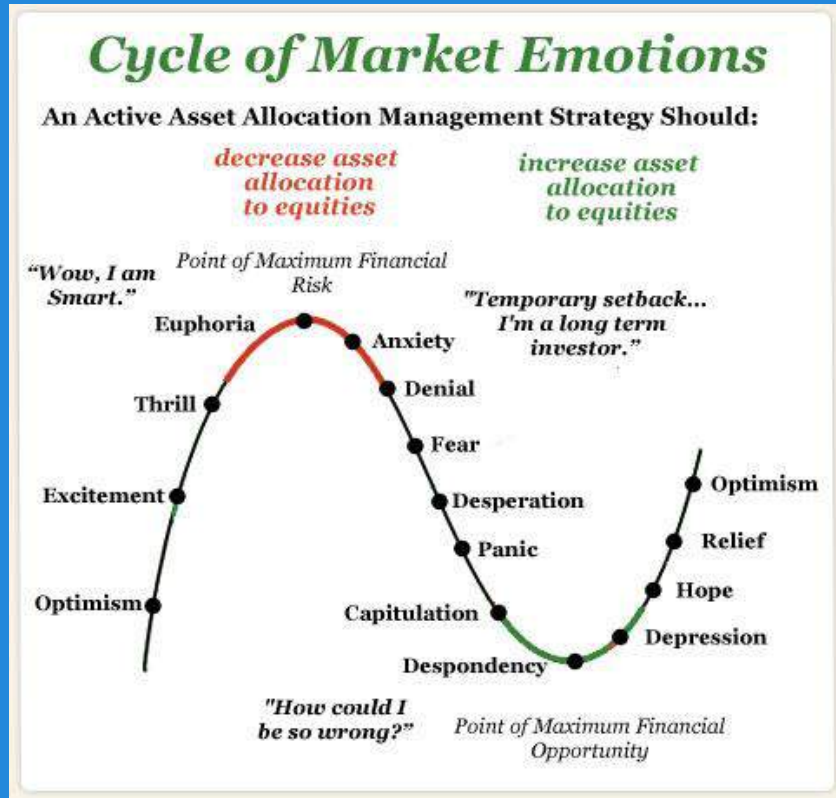 Cycle of Market Emotions
An Active Asset Allocation Management Strategy Should:
decrease asset
allocation
to equities
increase asset
allocation
to equities
“Wow, I am
Smart.”
Point of Maximum Financial
Risk
"Temporary setback...
I'm a long term
investor.”
Euphoria
Anxiety
Thrill
Denial
Fear
Excitement
Desperation
Optimism
Panic
Relief
Optimism
Capitulation
Hope
Despondency
Depression
"How could I
be so wrong?”
Point of Maximum Financial
Opportunity